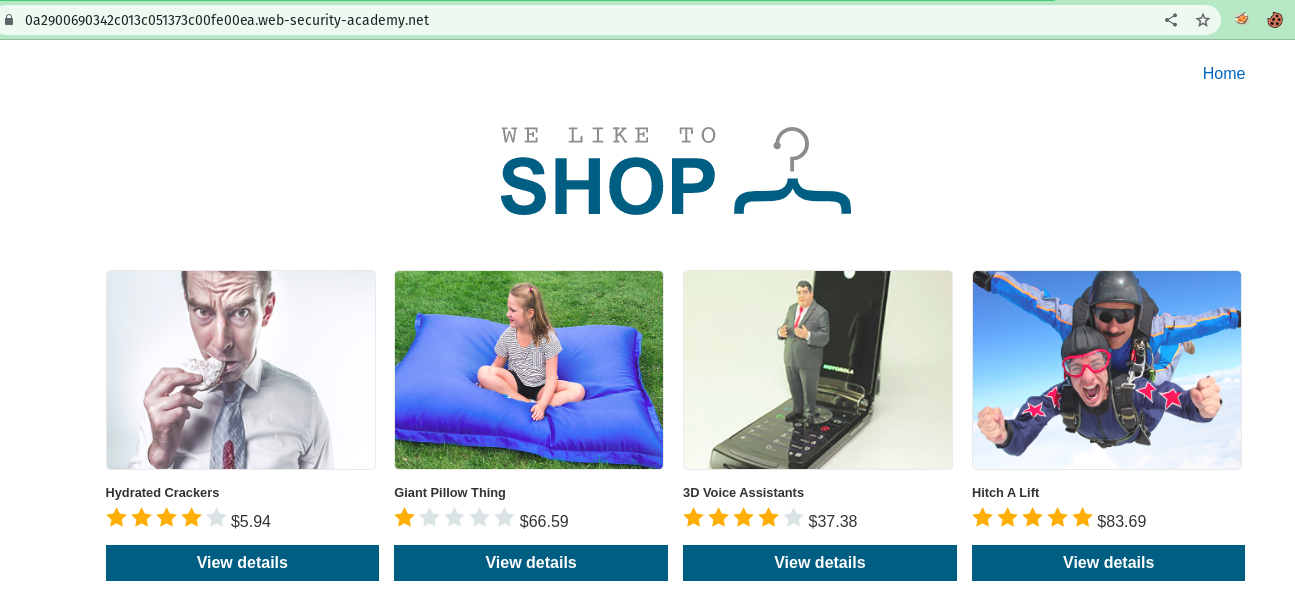 0a2900690342c013c051373c00fe00ea.web-security-academy.net
Home
WE LIKE TO
SHOP
MOTOROLA
Hydrated Crackers
$5.94
View details
Giant Pillow Thing
$66.59
View details
3D Voice Assistants
$37.38
View details
Hitch A Lift
$83.69
View details